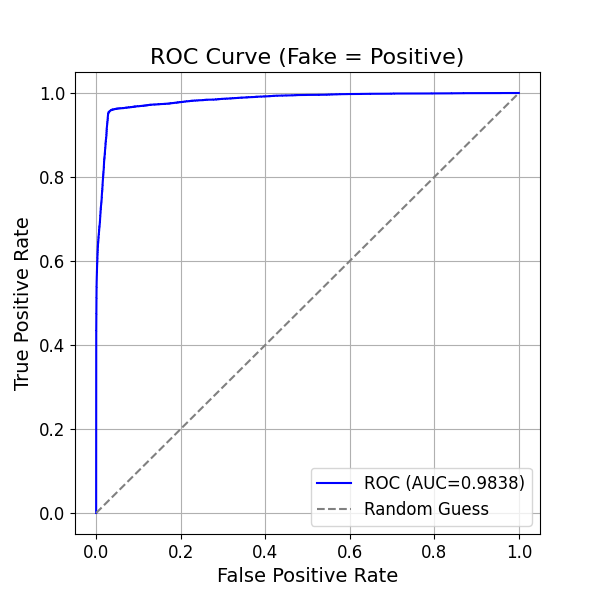 ROC Curve (Fake = Positive)
True Positive Rate
1.0
0.8
0.6
0.4
0.2
0.0
ROC (AUC=0.9838)
Random Guess
0.0 0.2 0.4 0.6 0.8 1.0
False Positive Rate